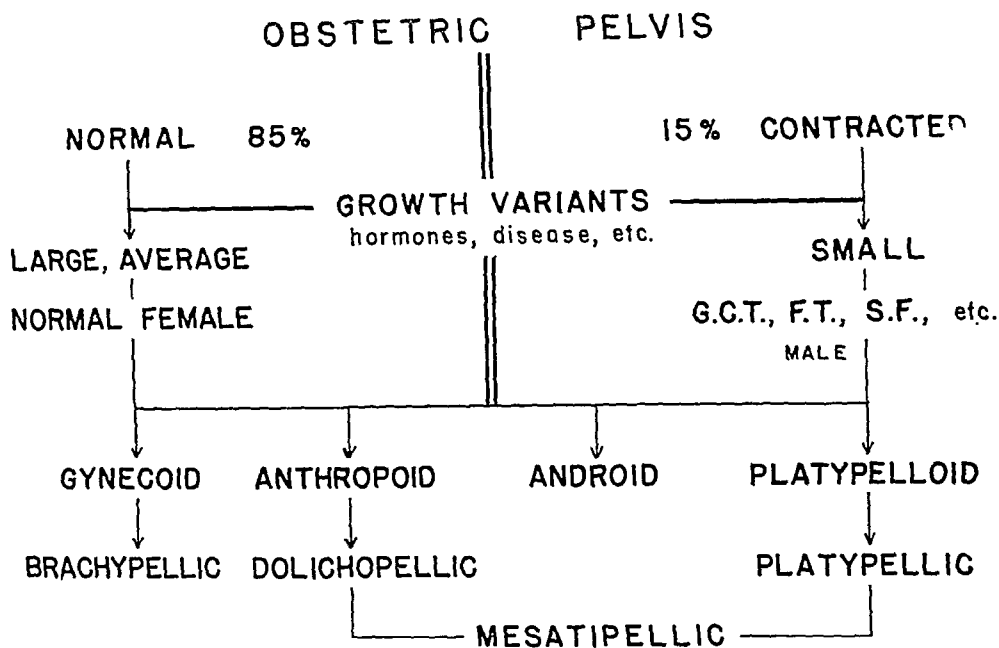 OBSTETRIC PELVIS
NORMAL 85%
15% CONTRACTED
GROWTH VARIANTS
hormones, disease, etc.
LARGE, AVERAGE
SMALL
NORMAL FEMALE
G.C.T., F.T., S.F., etc.
MALE
GYNECOID ANTHROPOID ANDROID PLATYPELLOID
BRACHYPELLIC DOLICHOPELLIC PLATYPELLIC
MESATIPELLIC